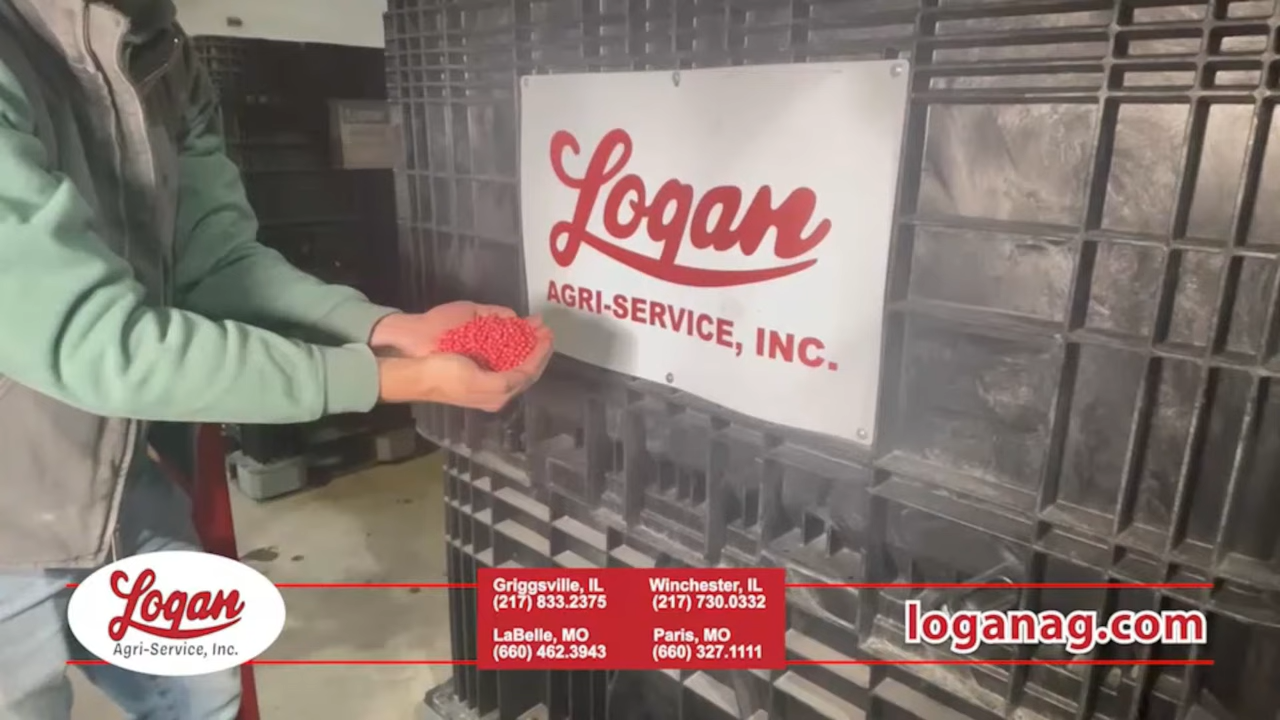 Logan
AGRI-SERVICE, INC.
Logan
Agri-Service, Inc.
Griggsville, IL
(217) 833.2375
Winchester, IL
(217) 730.0332
LaBelle, MO
(660) 462.3943
Paris, MO
(660) 327.1111
loganag.com